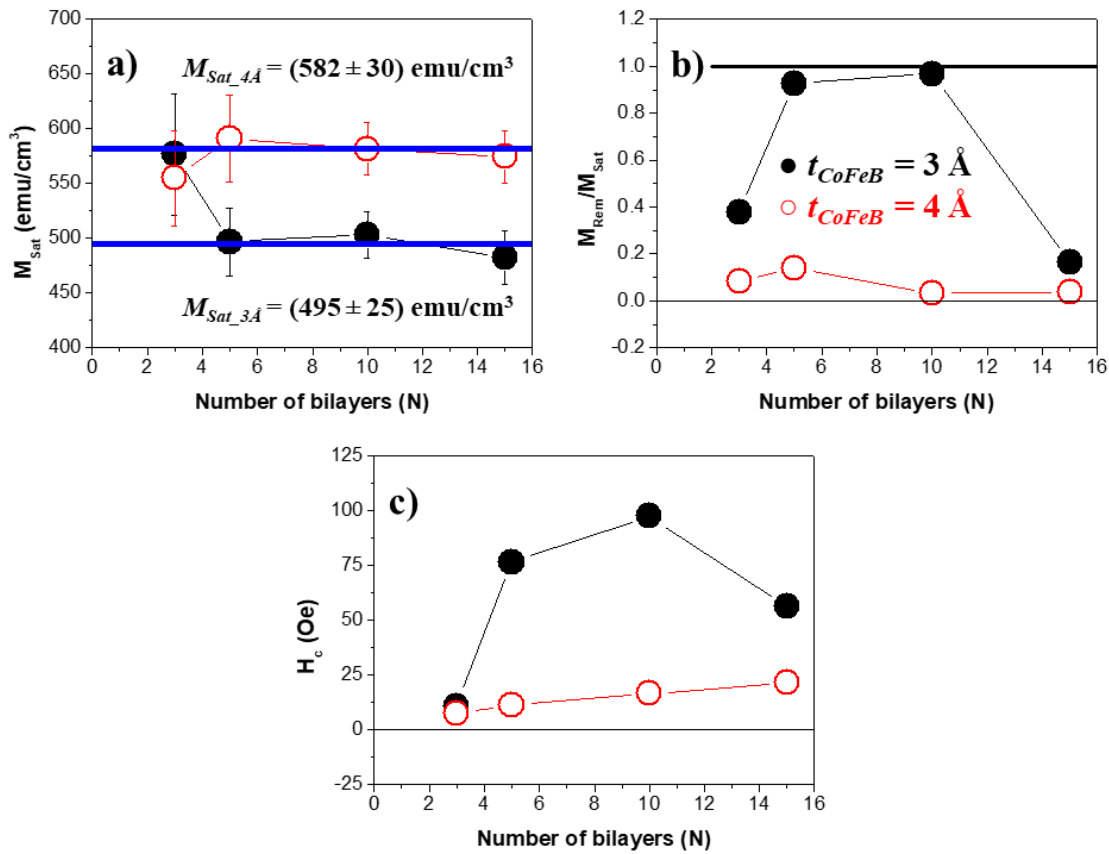 a)
M_Sat_4Å = (582 ± 30) emu/cm³
M_Sat_3Å = (495 ± 25) emu/cm³
700
650
600
550
500
450
400
M_Sat (emu/cm³)
0 2 4 6 8 10 12 14 16
Number of bilayers (N)
b)
1.2
1.0
0.8
0.6
0.4
0.2
0.0
-0.2
M_Rem/M_Sat
t_CoFeB = 3 Å
t_CoFeB = 4 Å
0 2 4 6 8 10 12 14 16
Number of bilayers (N)
c)
125
100
75
50
25
0
-25
H_c (Oe)
0 2 4 6 8 10 12 14 16
Number of bilayers (N)